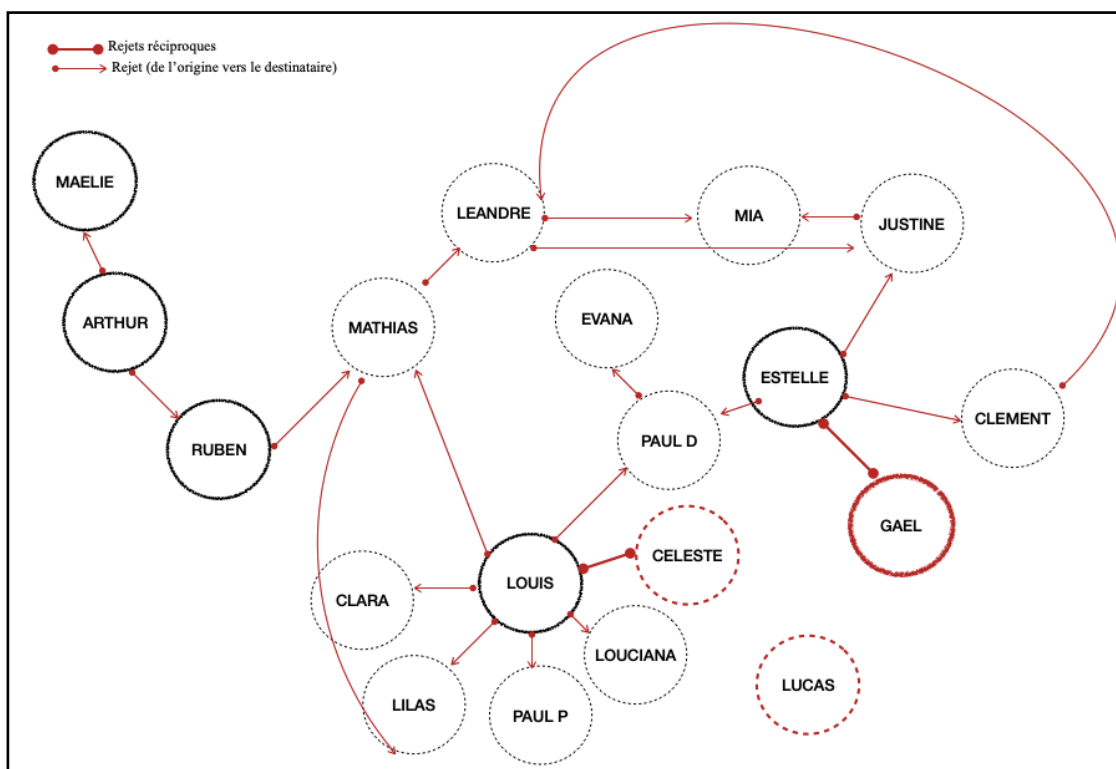 Rejets réciproques
Rejet (de l’origine vers le destinataire)
MAELIE
LEANDRE
MIA
JUSTINE
ARTHUR
MATHIAS
EVANA
ESTELLE
CLEMENT
RUBEN
PAUL D
GAEL
CELESTE
LOUIS
CLARA
LOUCIANA
LUCAS
LILAS
PAUL P